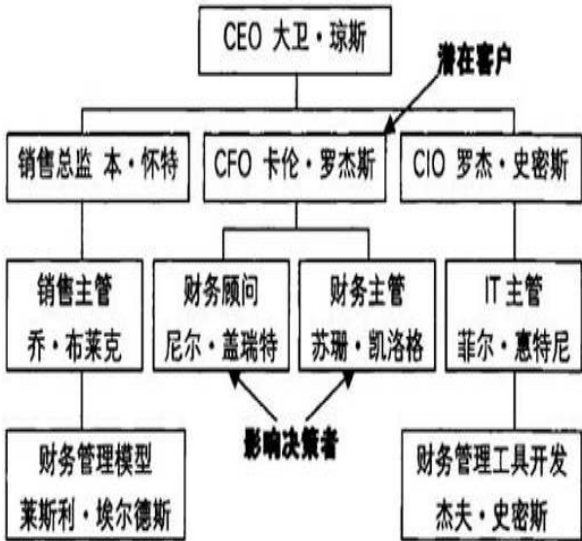 CEO 大卫·琼斯
潜在客户
销售总监 本·怀特
CFO 卡伦·罗杰斯
CIO 罗杰·史密斯
销售主管
乔·布莱克
财务顾问
尼尔·盖瑞特
财务主管
苏珊·凯洛格
IT 主管
菲尔·惠特尼
影响决策者
财务管理模型
莱斯利·埃尔德斯
财务管理工具开发
杰夫·史密斯